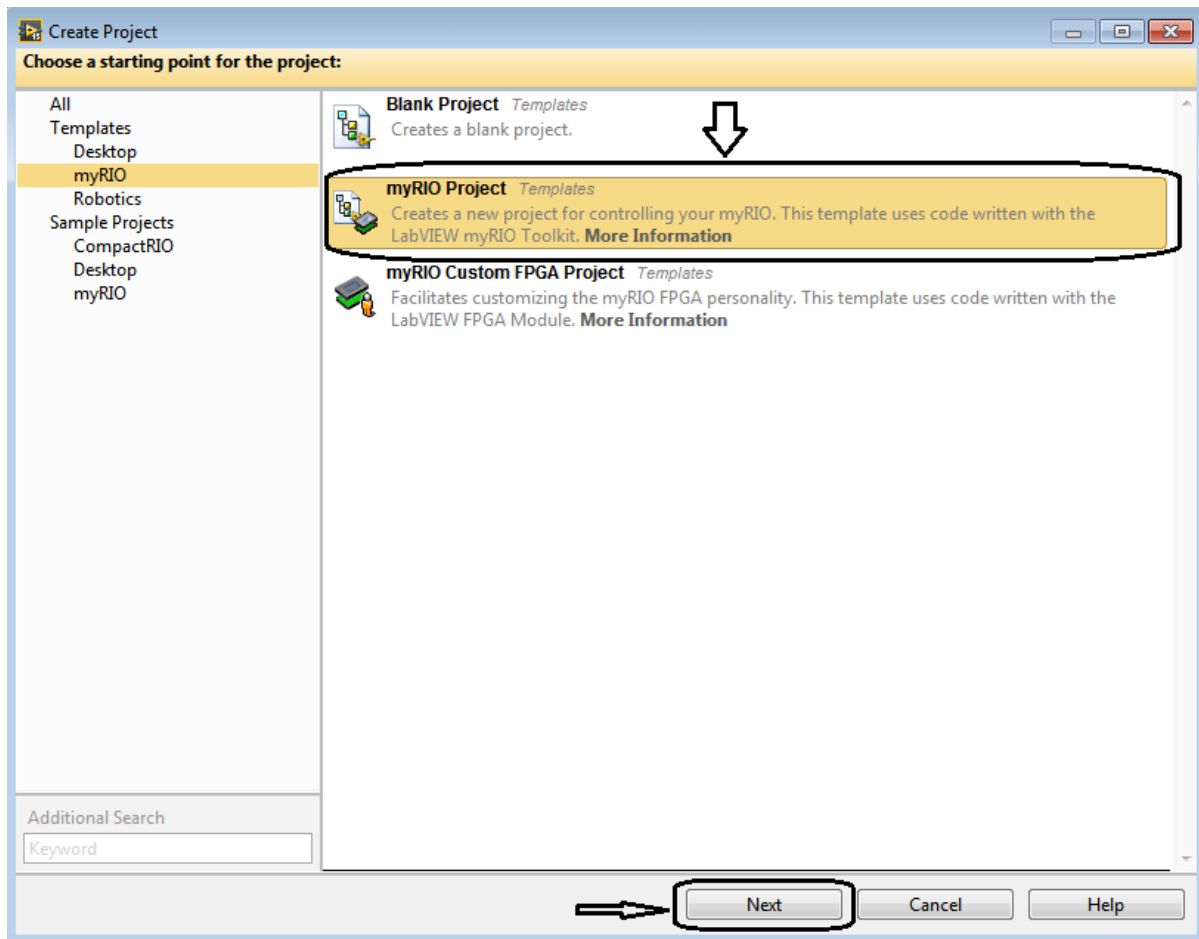 Create Project
Choose a starting point for the project:
All
Templates
Desktop
myRIO
Robotics
Sample Projects
CompactRIO
Desktop
myRIO
Additional Search
Keyword
Blank Project Templates
Creates a blank project.
myRIO Project Templates
Creates a new project for controlling your myRIO. This template uses code written with the
LabVIEW myRIO Toolkit. More Information
myRIO Custom FPGA Project Templates
Facilitates customizing the myRIO FPGA personality. This template uses code written with the
LabVIEW FPGA Module. More Information
Next Cancel Help